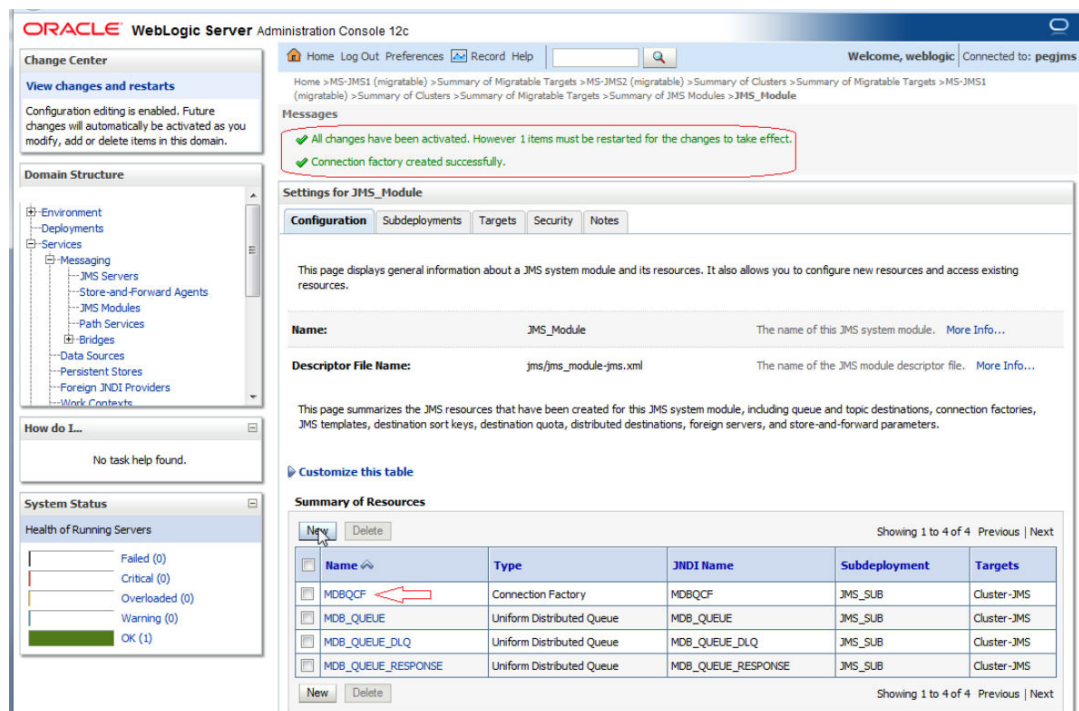 ORACLE WebLogic Server Administration Console 12c
Change Center
View changes and restarts
Configuration editing is enabled. Future
changes will automatically be activated as you
modify, add or delete items in this domain.
Domain Structure
Environment
Deployments
Services
Messaging
JMS Servers
Store-and-Forward Agents
JMS Modules
Path Services
Bridges
Data Sources
Persistent Stores
Foreign JNDI Providers
Work Contexts
How do I...
No task help found.
System Status
Health of Running Servers
Failed (0)
Critical (0)
Overloaded (0)
Warning (0)
OK (1)
Home Log Out Preferences Record Help
Welcome, weblogic Connected to: pegjms
Home >MS-JMS1 (migratable) >Summary of Migratable Targets >MS-JMS2 (migratable) >Summary of Clusters >Summary of Migratable Targets >MS-JMS1
(migratable) >Summary of Clusters >Summary of Migratable Targets >Summary of JMS Modules >JMS_Module
Messages
All changes have been activated. However 1 items must be restarted for the changes to take effect.
Connection factory created successfully.
Settings for JMS_Module
Configuration Subdeployments Targets Security Notes
This page displays general information about a JMS system module and its resources. It also allows you to configure new resources and access existing
resources.
Name: JMS_Module The name of this JMS system module. More Info...
Descriptor File Name: jms/jms_module-jms.xml The name of the JMS module descriptor file. More Info...
This page summarizes the JMS resources that have been created for this JMS system module, including queue and topic destinations, connection factories,
JMS templates, destination sort keys, destination quota, distributed destinations, foreign servers, and store-and-forward parameters.
Customize this table
Summary of Resources
New Delete Showing 1 to 4 of 4 Previous | Next
Name Type JNDI Name Subdeployment Targets
MDBQCF Connection Factory MDBQCF JMS_SUB Cluster-JMS
MDB_QUEUE Uniform Distributed Queue MDB_QUEUE JMS_SUB Cluster-JMS
MDB_QUEUE_DLQ Uniform Distributed Queue MDB_QUEUE_DLQ JMS_SUB Cluster-JMS
MDB_QUEUE_RESPONSE Uniform Distributed Queue MDB_QUEUE_RESPONSE JMS_SUB Cluster-JMS
New Delete Showing 1 to 4 of 4 Previous | Next